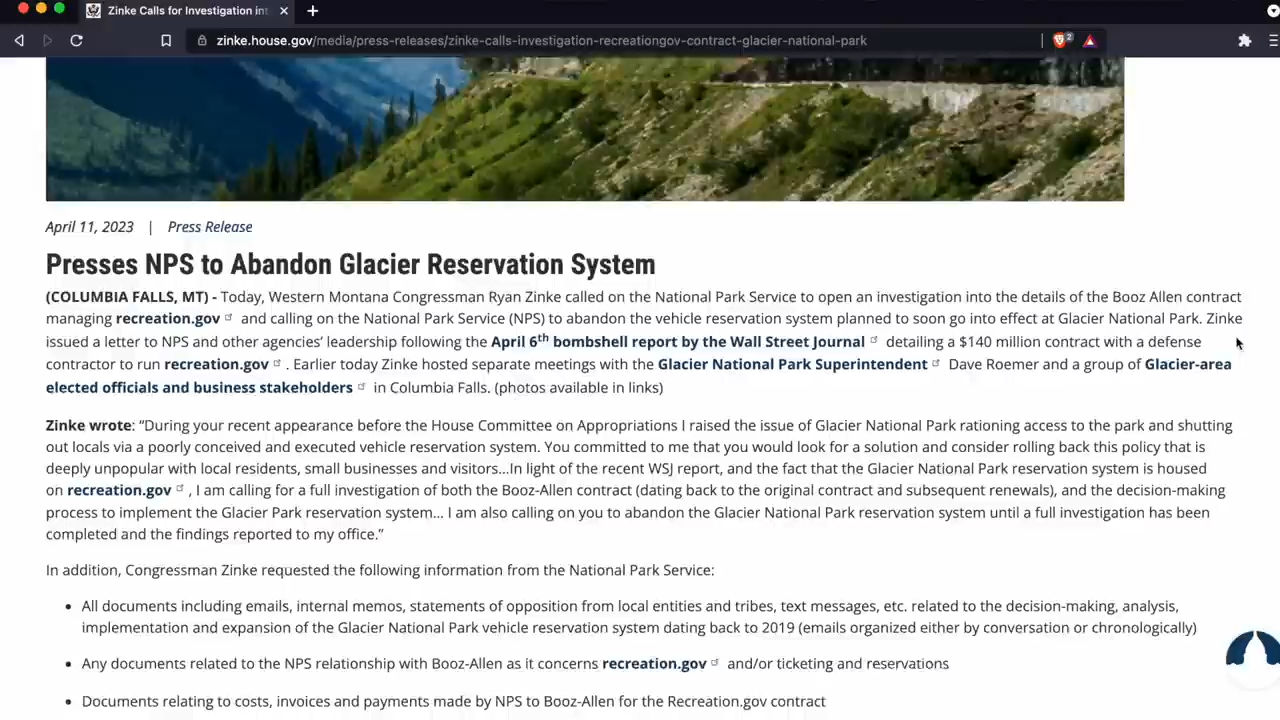 Zinke Calls for Investigation int
zinke.house.gov/media/press-releases/zinke-calls-investigation-recreationgov-contract-glacier-national-park
2
April 11, 2023 | Press Release
Presses NPS to Abandon Glacier Reservation System
(COLUMBIA FALLS, MT) - Today, Western Montana Congressman Ryan Zinke called on the National Park Service to open an investigation into the details of the Booz Allen contract
managing recreation.gov and calling on the National Park Service (NPS) to abandon the vehicle reservation system planned to soon go into effect at Glacier National Park. Zinke
issued a letter to NPS and other agencies’ leadership following the April 6th bombshell report by the Wall Street Journal detailing a $140 million contract with a defense
contractor to run recreation.gov . Earlier today Zinke hosted separate meetings with the Glacier National Park Superintendent Dave Roemer and a group of Glacier-area
elected officials and business stakeholders in Columbia Falls. (photos available in links)
Zinke wrote: “During your recent appearance before the House Committee on Appropriations I raised the issue of Glacier National Park rationing access to the park and shutting
out locals via a poorly conceived and executed vehicle reservation system. You committed to me that you would look for a solution and consider rolling back this policy that is
deeply unpopular with local residents, small businesses and visitors…In light of the recent WSJ report, and the fact that the Glacier National Park reservation system is housed
on recreation.gov , I am calling for a full investigation of both the Booz-Allen contract (dating back to the original contract and subsequent renewals), and the decision-making
process to implement the Glacier Park reservation system… I am also calling on you to abandon the Glacier National Park reservation system until a full investigation has been
completed and the findings reported to my office.”
In addition, Congressman Zinke requested the following information from the National Park Service:
• All documents including emails, internal memos, statements of opposition from local entities and tribes, text messages, etc. related to the decision-making, analysis,
implementation and expansion of the Glacier National Park vehicle reservation system dating back to 2019 (emails organized either by conversation or chronologically)
• Any documents related to the NPS relationship with Booz-Allen as it concerns recreation.gov and/or ticketing and reservations
• Documents relating to costs, invoices and payments made by NPS to Booz-Allen for the Recreation.gov contract